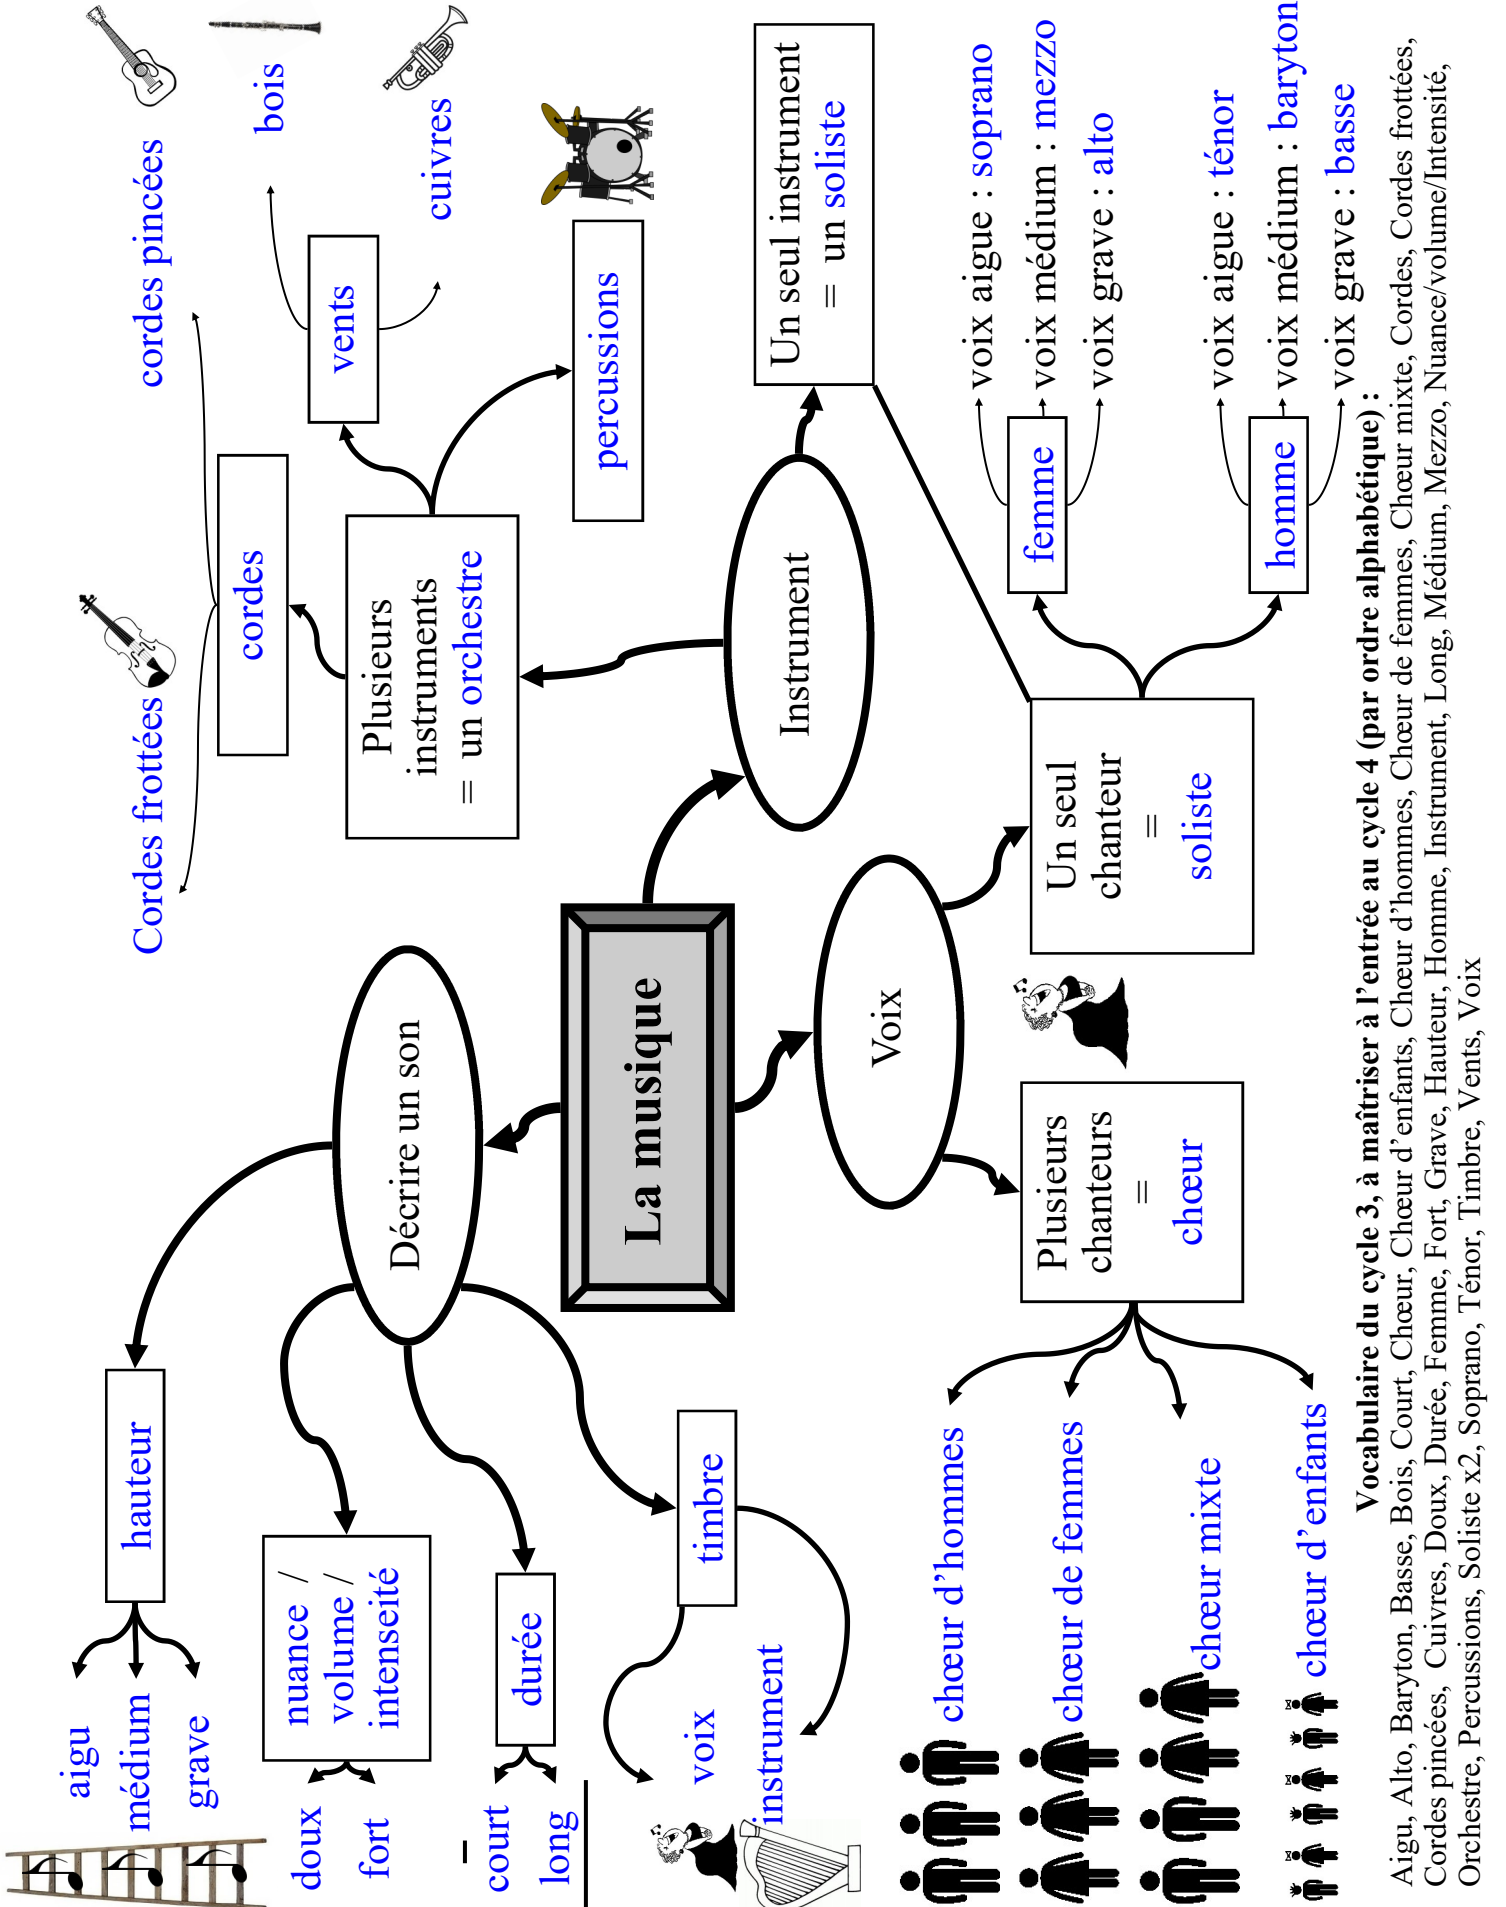 La musique
Décrire un son
hauteur
aigu
médium
grave
nuance /
volume /
intenseité
doux
fort
durée
court
long
timbre
voix
instrument
Instrument
Plusieurs
instruments
= un orchestre
cordes
Cordes frottées
cordes pincées
vents
bois
cuivres
percussions
Un seul instrument
= un soliste
Voix
Un seul
chanteur
=
soliste
femme
voix aigue : soprano
voix médium : mezzo
voix grave : alto
homme
voix aigue : ténor
voix médium : baryton
voix grave : basse
Plusieurs
chanteurs
=
chœur
chœur d’hommes
chœur de femmes
chœur mixte
chœur d’enfants
Vocabulaire du cycle 3, à maîtriser à l’entrée au cycle 4 (par ordre alphabétique) :
Aigu, Alto, Baryton, Basse, Bois, Court, Chœur, Chœur d’enfants, Chœur d’hommes, Chœur de femmes, Chœur mixte, Cordes, Cordes frottées,
Cordes pincées, Cuivres, Doux, Durée, Femme, Fort, Grave, Hauteur, Homme, Instrument, Long, Médium, Mezzo, Nuance/volume/Intensité,
Orchestre, Percussions, Soliste x2, Soprano, Ténor, Timbre, Vents, Voix